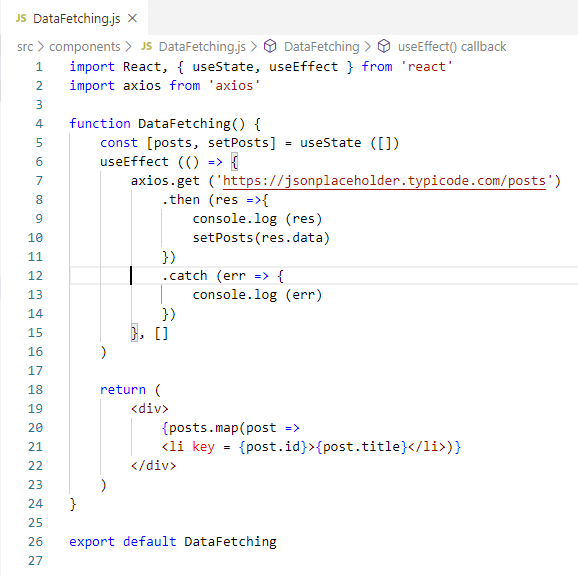 JS DataFetching.js ×
src > components > JS DataFetching.js > DataFetching > useEffect() callback
1 import React, { useState, useEffect } from 'react'
2 import axios from 'axios'
3
4 function DataFetching() {
5     const [posts, setPosts] = useState ([])
6     useEffect (() => {
7         axios.get ('https://jsonplaceholder.typicode.com/posts')
8             .then (res =>{
9                 console.log (res)
10                 setPosts(res.data)
11             })
12             .catch (err => {
13                 console.log (err)
14             })
15         }, []
16     )
17
18     return (
19         <div>
20             {posts.map(post =>
21             <li key = {post.id}>{post.title}</li>)}
22         </div>
23     )
24 }
25
26 export default DataFetching
27